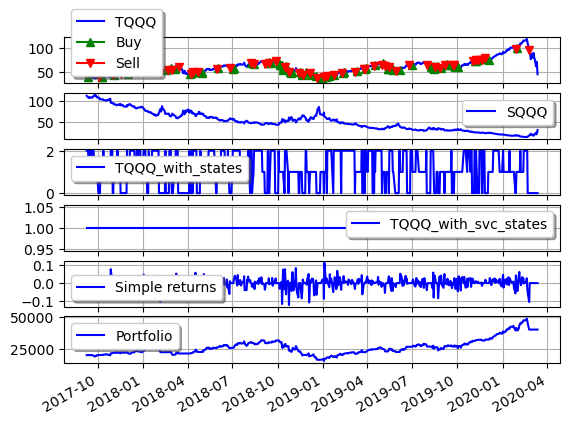 TQQQ
Buy
Sell
100
50
100
50
SQQQ
2
0
TQQQ_with_states
1.05
1.00
0.95
TQQQ_with_svc_states
0.1
0.0
−0.1
Simple returns
50000
25000
Portfolio
2017-10 2018-01 2018-04 2018-07 2018-10 2019-01 2019-04 2019-07 2019-10 2020-01 2020-04